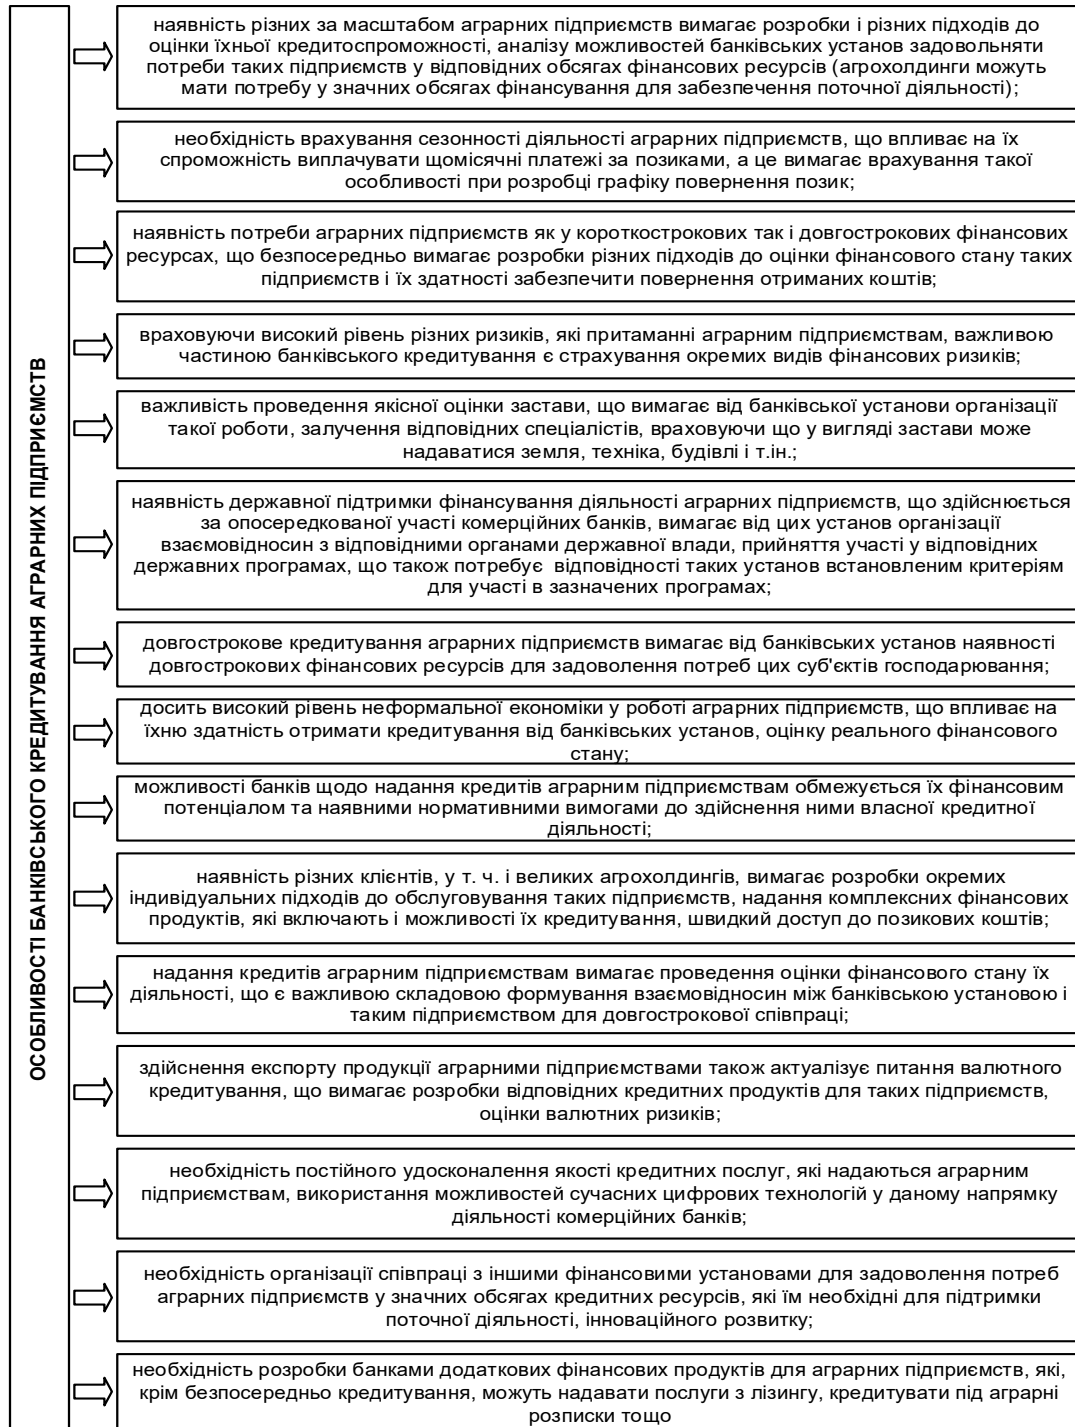 ОСОБЛИВОСТІ БАНКІВСЬКОГО КРЕДИТУВАННЯ АГРАРНИХ ПІДПРИЄМСТВ
наявність різних за масштабом аграрних підприємств вимагає розробки і різних підходів до
оцінки їхньої кредитоспроможності, аналізу можливостей банківських установ задовольняти
потреби таких підприємств у відповідних обсягах фінансових ресурсів (агрохолдинги можуть
мати потребу у значних обсягах фінансування для забезпечення поточної діяльності);
необхідність врахування сезонності діяльності аграрних підприємств, що впливає на їх
спроможність виплачувати щомісячні платежі за позиками, а це вимагає врахування такої
особливості при розробці графіку повернення позик;
наявність потреби аграрних підприємств як у короткострокових так і довгострокових фінансових
ресурсах, що безпосередньо вимагає розробки різних підходів до оцінки фінансового стану таких
підприємств і їх здатності забезпечити повернення отриманих коштів;
враховуючи високий рівень різних ризиків, які притаманні аграрним підприємствам, важливою
частиною банківського кредитування є страхування окремих видів фінансових ризиків;
важливість проведення якісної оцінки застави, що вимагає від банківської установи організації
такої роботи, залучення відповідних спеціалістів, враховуючи що у вигляді застави може
надаватися земля, техніка, будівлі і т.ін.;
наявність державної підтримки фінансування діяльності аграрних підприємств, що здійснюється
за опосередкованої участі комерційних банків, вимагає від цих установ організації
взаємовідносин з відповідними органами державної влади, прийняття участі у відповідних
державних програмах, що також потребує відповідності таких установ встановленим критеріям
для участі в зазначених програмах;
довгострокове кредитування аграрних підприємств вимагає від банківських установ наявності
довгострокових фінансових ресурсів для задоволення потреб цих суб'єктів господарювання;
досить високий рівень неформальної економіки у роботі аграрних підприємств, що впливає на
їхню здатність отримати кредитування від банківських установ, оцінку реального фінансового
стану;
можливості банків щодо надання кредитів аграрним підприємствам обмежується їх фінансовим
потенціалом та наявними нормативними вимогами до здійснення ними власної кредитної
діяльності;
наявність різних клієнтів, у т. ч. і великих агрохолдингів, вимагає розробки окремих
індивідуальних підходів до обслуговування таких підприємств, надання комплексних фінансових
продуктів, які включають і можливості їх кредитування, швидкий доступ до позикових коштів;
надання кредитів аграрним підприємствам вимагає проведення оцінки фінансового стану їх
діяльності, що є важливою складовою формування взаємовідносин між банківською установою і
таким підприємством для довгострокової співпраці;
здійснення експорту продукції аграрними підприємствами також актуалізує питання валютного
кредитування, що вимагає розробки відповідних кредитних продуктів для таких підприємств,
оцінки валютних ризиків;
необхідність постійного удосконалення якості кредитних послуг, які надаються аграрним
підприємствам, використання можливостей сучасних цифрових технологій у даному напрямку
діяльності комерційних банків;
необхідність організації співпраці з іншими фінансовими установами для задоволення потреб
аграрних підприємств у значних обсягах кредитних ресурсів, які їм необхідні для підтримки
поточної діяльності, інноваційного розвитку;
необхідність розробки банками додаткових фінансових продуктів для аграрних підприємств, які,
крім безпосередньо кредитування, можуть надавати послуги з лізингу, кредитувати під аграрні
розписки тощо